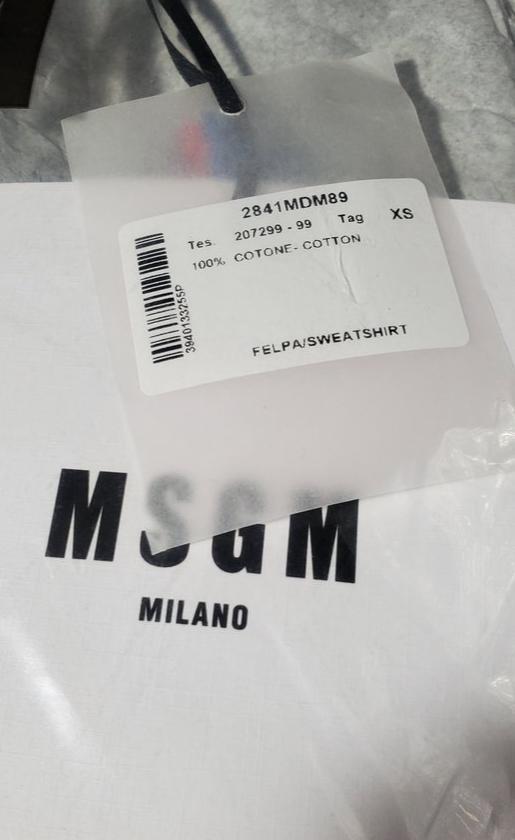 2841MDM89
Tes. 207299 - 99 Tag XS
100% COTONE- COTTON
3940133255P
FELPA/SWEATSHIRT
MSGM
MILANO